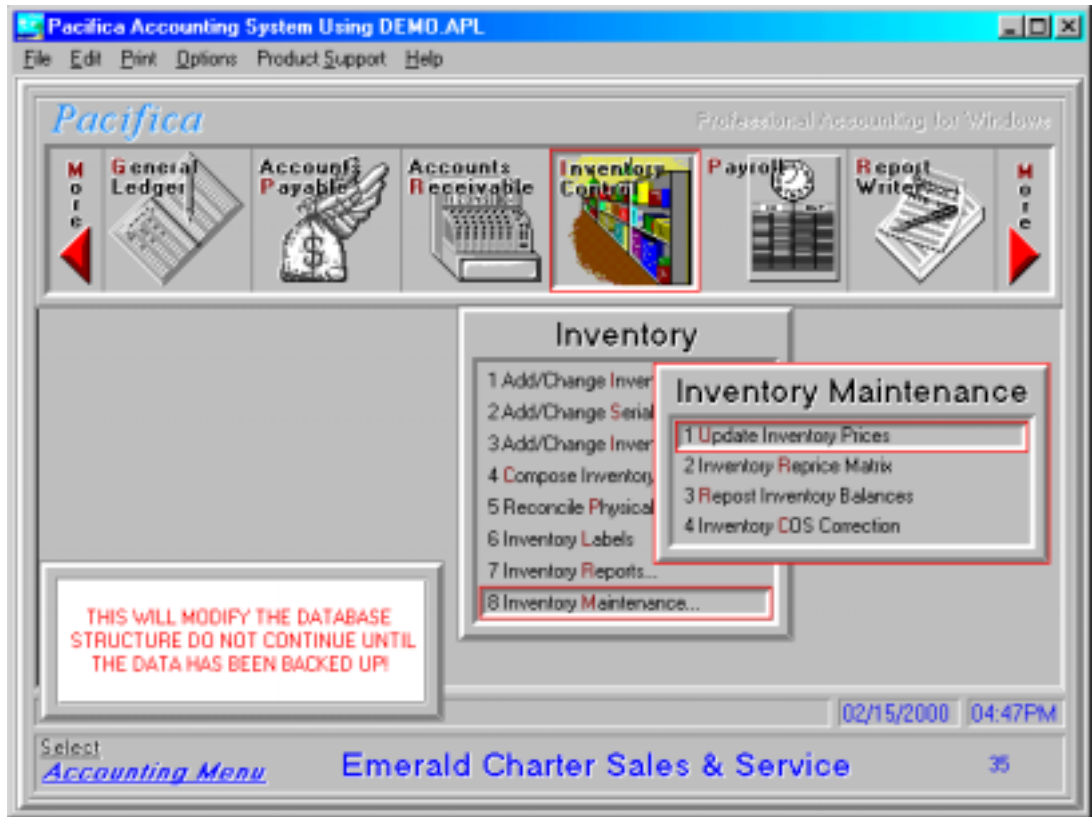 Pacifica Accounting System Using DEMO.APL
File Edit Print Options Product Support Help
Pacifica
Professional Accounting for Windows
More
General Ledger
Accounts Payable
Accounts Receivable
Inventory Control
Payroll
Report Writer
More
Inventory
1 Add/Change Inver
2 Add/Change Serial
3 Add/Change Inver
4 Compose Inventory
5 Reconcile Physical
6 Inventory Labels
7 Inventory Reports...
8 Inventory Maintenance...
Inventory Maintenance
1 Update Inventory Prices
2 Inventory Reprice Matrix
3 Repost Inventory Balances
4 Inventory COS Correction
THIS WILL MODIFY THE DATABASE
STRUCTURE DO NOT CONTINUE UNTIL
THE DATA HAS BEEN BACKED UP!
02/15/2000 04:47PM
Select
Accounting Menu
Emerald Charter Sales & Service
35